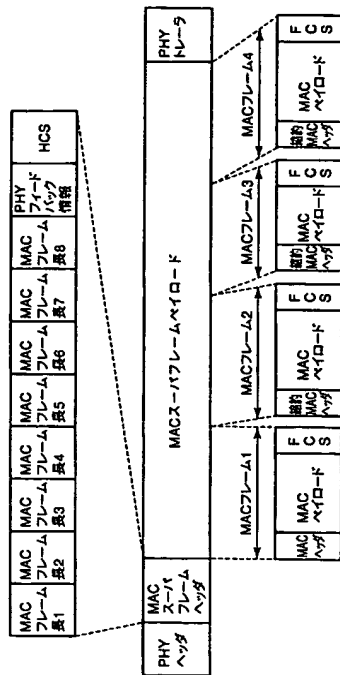 MAC
フレーム
長1
MAC
フレーム
長2
MAC
フレーム
長3
MAC
フレーム
長4
MAC
フレーム
長5
MAC
フレーム
長6
MAC
フレーム
長7
MAC
フレーム
長8
PHY
フィード
バック
情報
HCS
PHY
ヘッダ
MAC
スーパ
フレーム
ヘッダ
MACスーパフレームペイロード
PHY
トレーラ
MACフレーム1
MACフレーム2
MACフレーム3
MACフレーム4
MAC
ヘッダ
MAC
ペイロード
F
C
S
縮約
MAC
ヘッダ
MAC
ペイロード
F
C
S
縮約
MAC
ヘッダ
MAC
ペイロード
F
C
S
縮約
MAC
ヘッダ
MAC
ペイロード
F
C
S